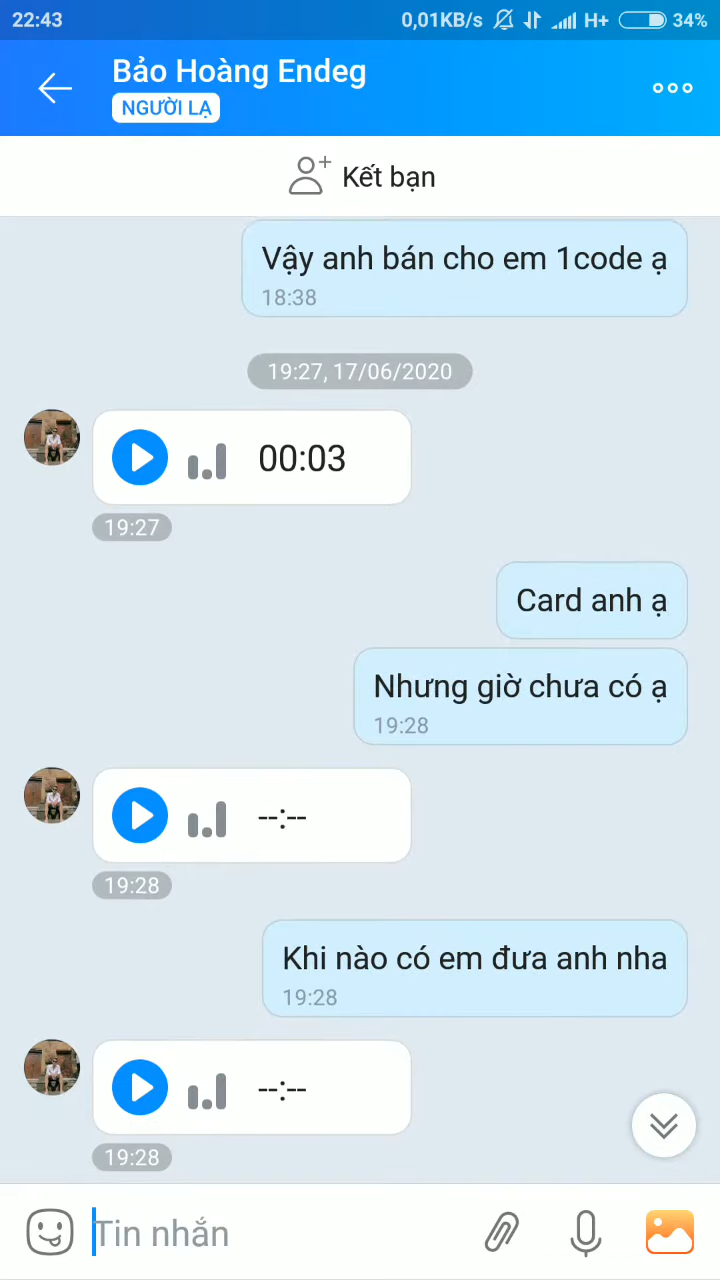 22:43 0,01KB/s H+ 34%
Bảo Hoàng Endeg
NGƯỜI LẠ
Kết bạn
Vậy anh bán cho em 1code ạ
18:38
19:27, 17/06/2020
00:03
19:27
Card anh ạ
Nhưng giờ chưa có ạ
19:28
--:--
19:28
Khi nào có em đưa anh nha
19:28
--:--
19:28
Tin nhắn